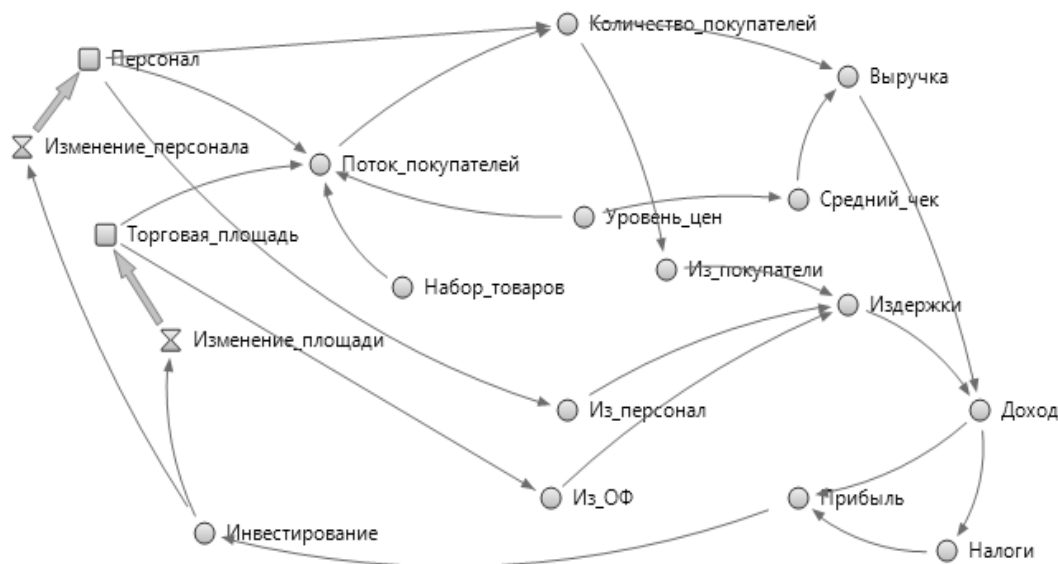 Количество_покупателей
Персонал
Выручка
Изменение_персонала
Поток_покупателей
Средний_чек
Уровень_цен
Торговая_площадь
Из_покупатели
Набор_товаров
Издержки
Изменение_площади
Из_персонал
Доход
Из_ОФ
Прибыль
Инвестирование
Налоги